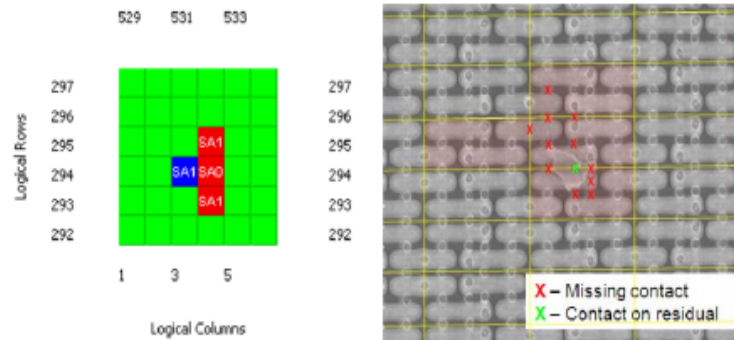 529 531 533
297 297
296 296
295 SA1 295
294 SA1 SA0 294
293 SA1 293
292 292
1 3 5
Logical Rows
Logical Columns
X – Missing contact
X – Contact on residual